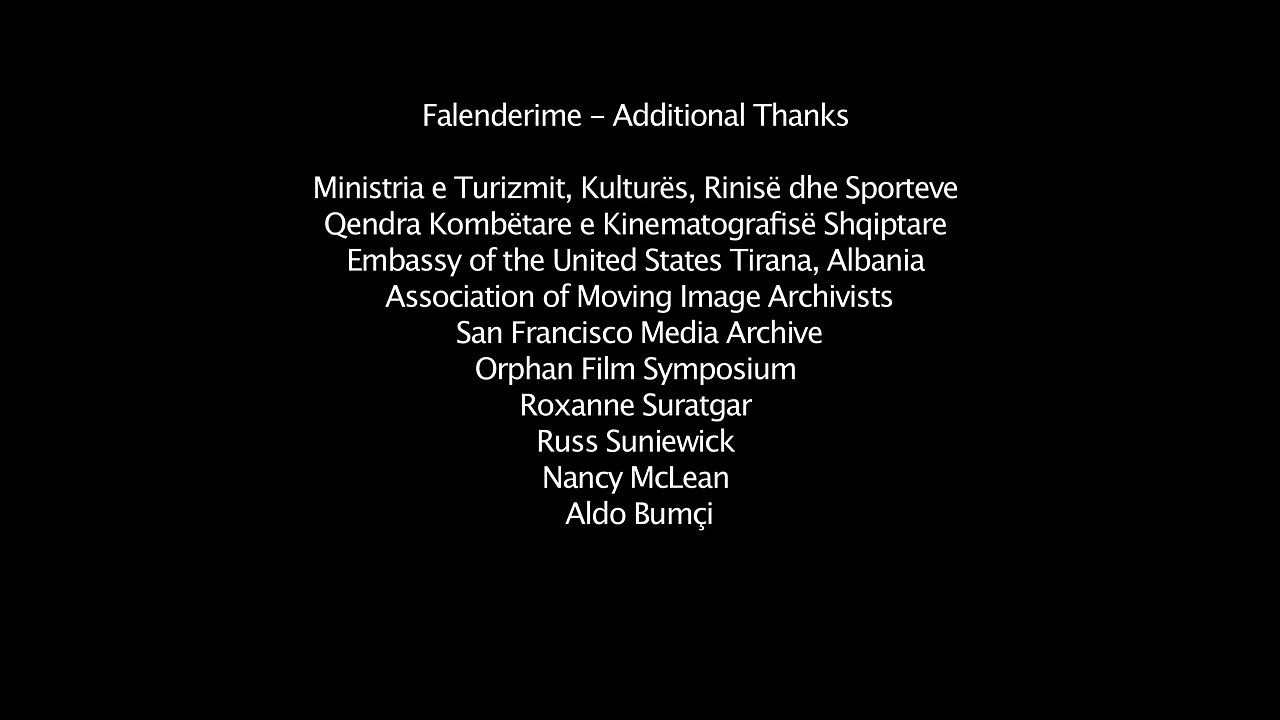 Falenderime – Additional Thanks
Ministria e Turizmit, Kulturës, Rinisë dhe Sporteve
Qendra Kombëtare e Kinematografisë Shqiptare
Embassy of the United States Tirana, Albania
Association of Moving Image Archivists
San Francisco Media Archive
Orphan Film Symposium
Roxanne Suratgar
Russ Suniewick
Nancy McLean
Aldo Bumçi